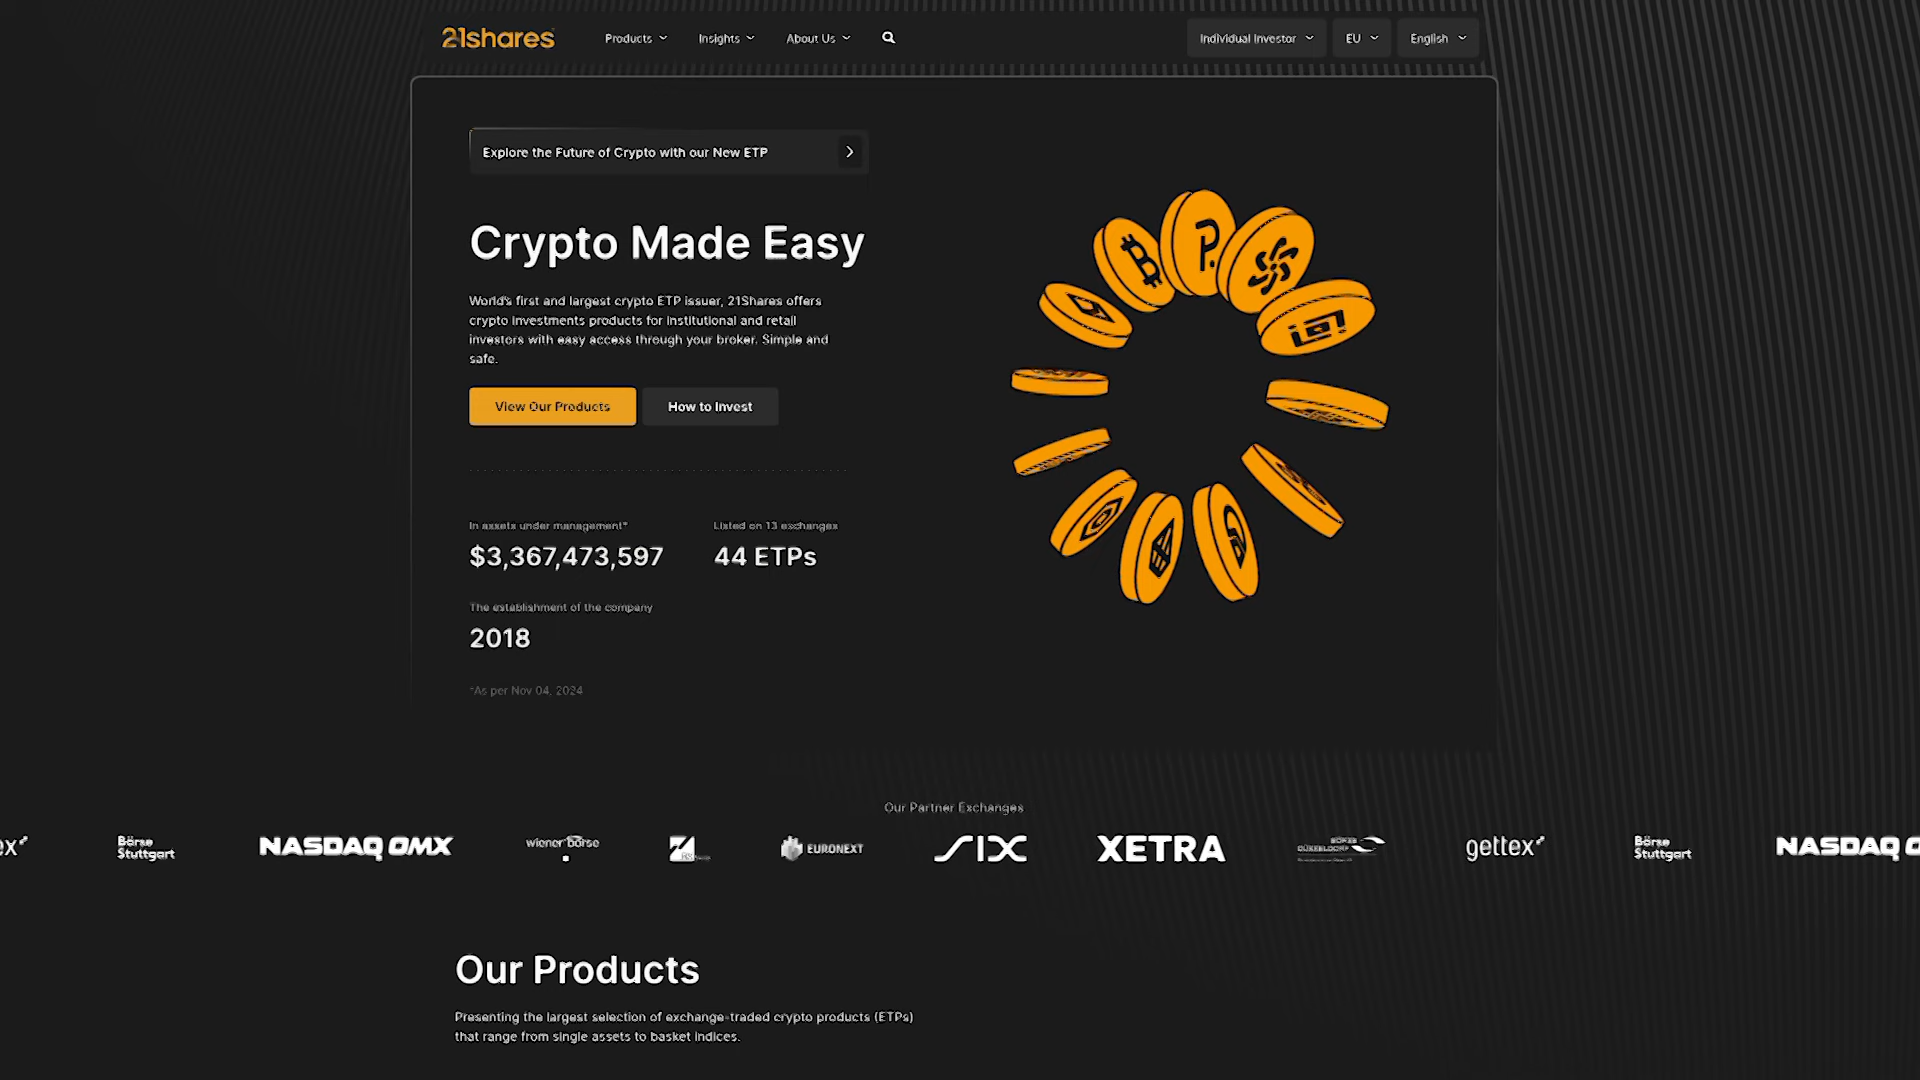 21shares
Products
Insights
About Us
Individual Investor
EU
English
Explore the Future of Crypto with our New ETP
Crypto Made Easy
World's first and largest crypto ETP issuer, 21Shares offers
crypto investments products for institutional and retail
investors with easy access through your broker. Simple and
safe.
View Our Products
How to Invest
In assets under management*
Listed on 13 exchanges
$3,367,473,597
44 ETPs
The establishment of the company
2018
*As per Nov 04, 2024
Our Partner Exchanges
ex
Börse
Stuttgart
NASDAQ OMX
wiener börse
EURONEXT
SIX
XETRA
BÖRSE
DÜSSELDORF
gettex
Börse
Stuttgart
NASDAQ O
Our Products
Presenting the largest selection of exchange-traded crypto products (ETPs)
that range from single assets to basket indices.